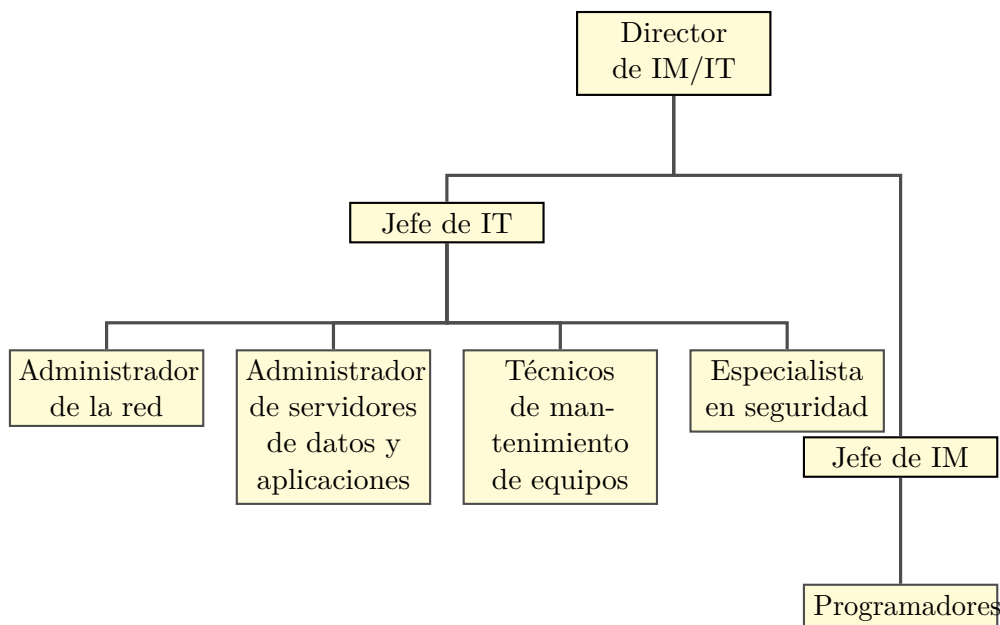 Director
de IM/IT
Jefe de IT
Administrador
de la red
Administrador
de servidores
de datos y
aplicaciones
Técnicos
de man-
tenimiento
de equipos
Especialista
en seguridad
Jefe de IM
Programadores